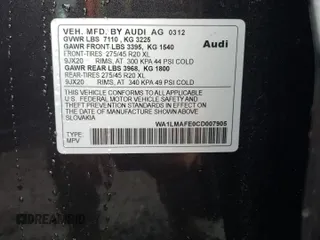 VEH. MFD. BY AUDI AG 0312
GVWR LBS 7110, KG 3225
GAWR FRONT LBS 3395, KG 1540
FRONT-TIRES 275/45 R20 XL
9JX20 RIMS, AT 300 KPA 44 PSI COLD
GAWR REAR LBS 3968, KG 1800
REAR-TIRES 275/45 R20 XL
9JX20 RIMS, AT 340 KPA 49 PSI COLD
Audi
THIS VEHICLE CONFORMS TO ALL APPLICABLE
U.S. FEDERAL MOTOR VEHICLE SAFETY AND
THEFT PREVENTION STANDARDS IN EFFECT ON
THE DATE OF MANUFACTURE SHOWN ABOVE
SLOVAKIA
WA1LMAFE0CD007905
TYPE:
MPV
DREAMBID